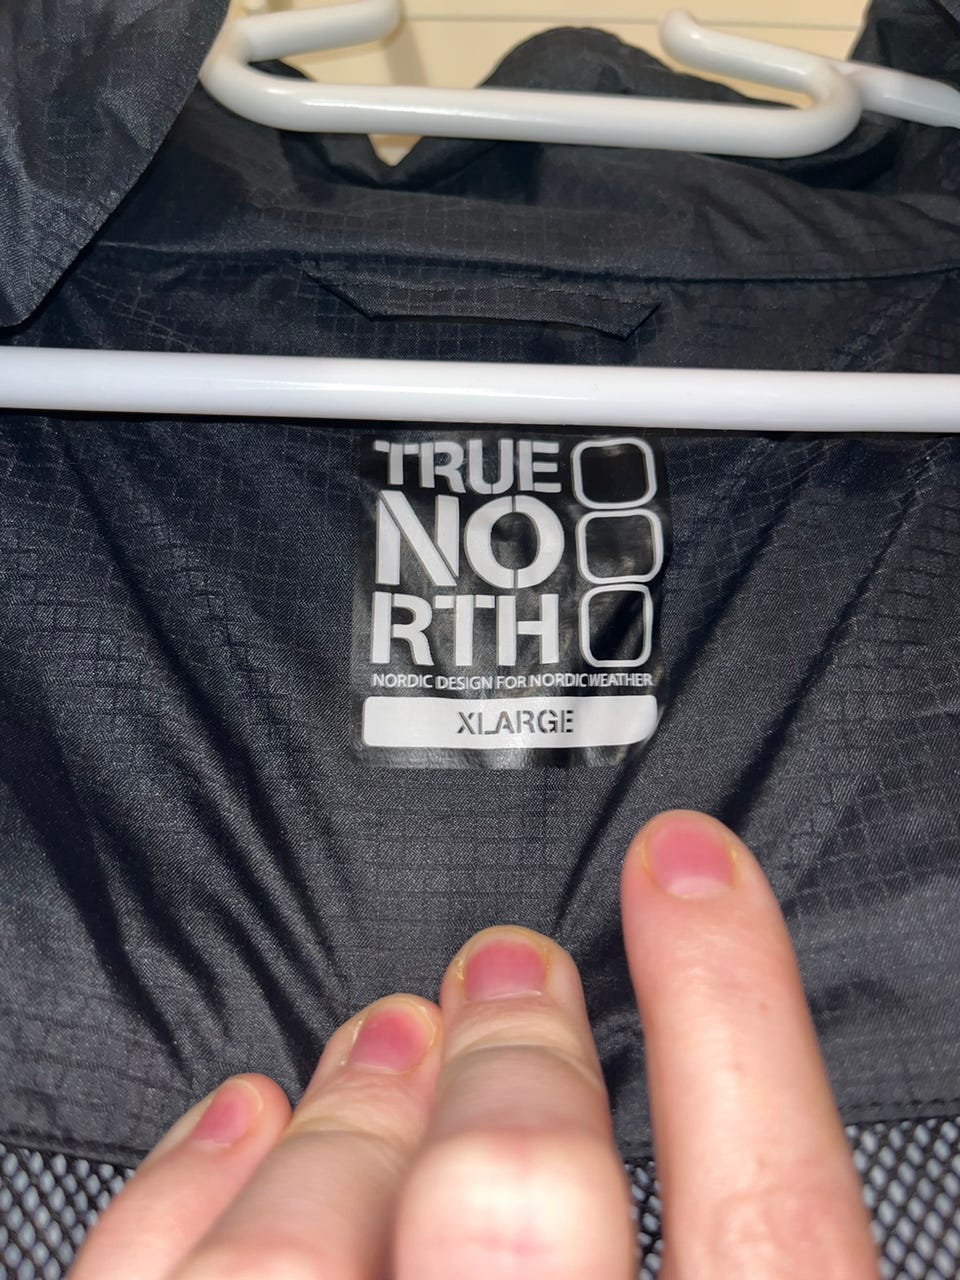 TRUE
NO
RTH
NORDIC DESIGN FOR NORDIC WEATHER
XLARGE